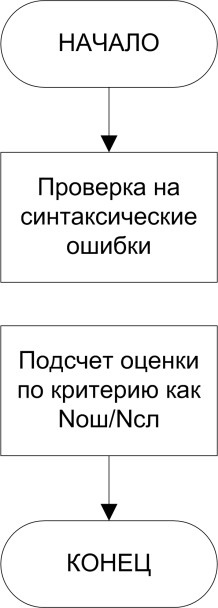 НАЧАЛО
Проверка на
синтаксические
ошибки
Подсчет оценки
по критерию как
Nош/Nсл
КОНЕЦ